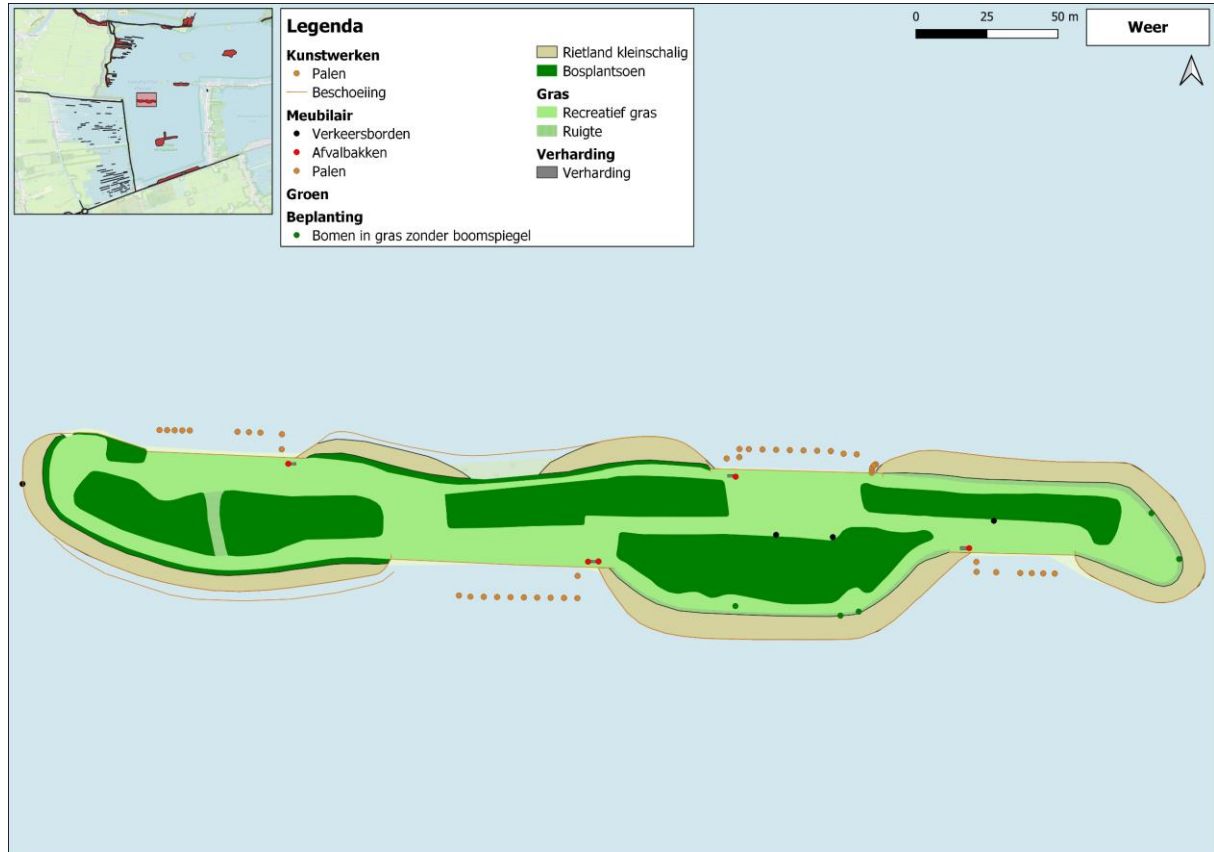 Legenda
Kunstwerken
Palen
Beschoeiing
Meubilair
Verkeersborden
Afvalbakken
Palen
Groen
Beplanting
Bomen in gras zonder boomspiegel
Rietland kleinschalig
Bosplantsoen
Gras
Recreatief gras
Ruigte
Verharding
Verharding
0 25 50 m
Weer